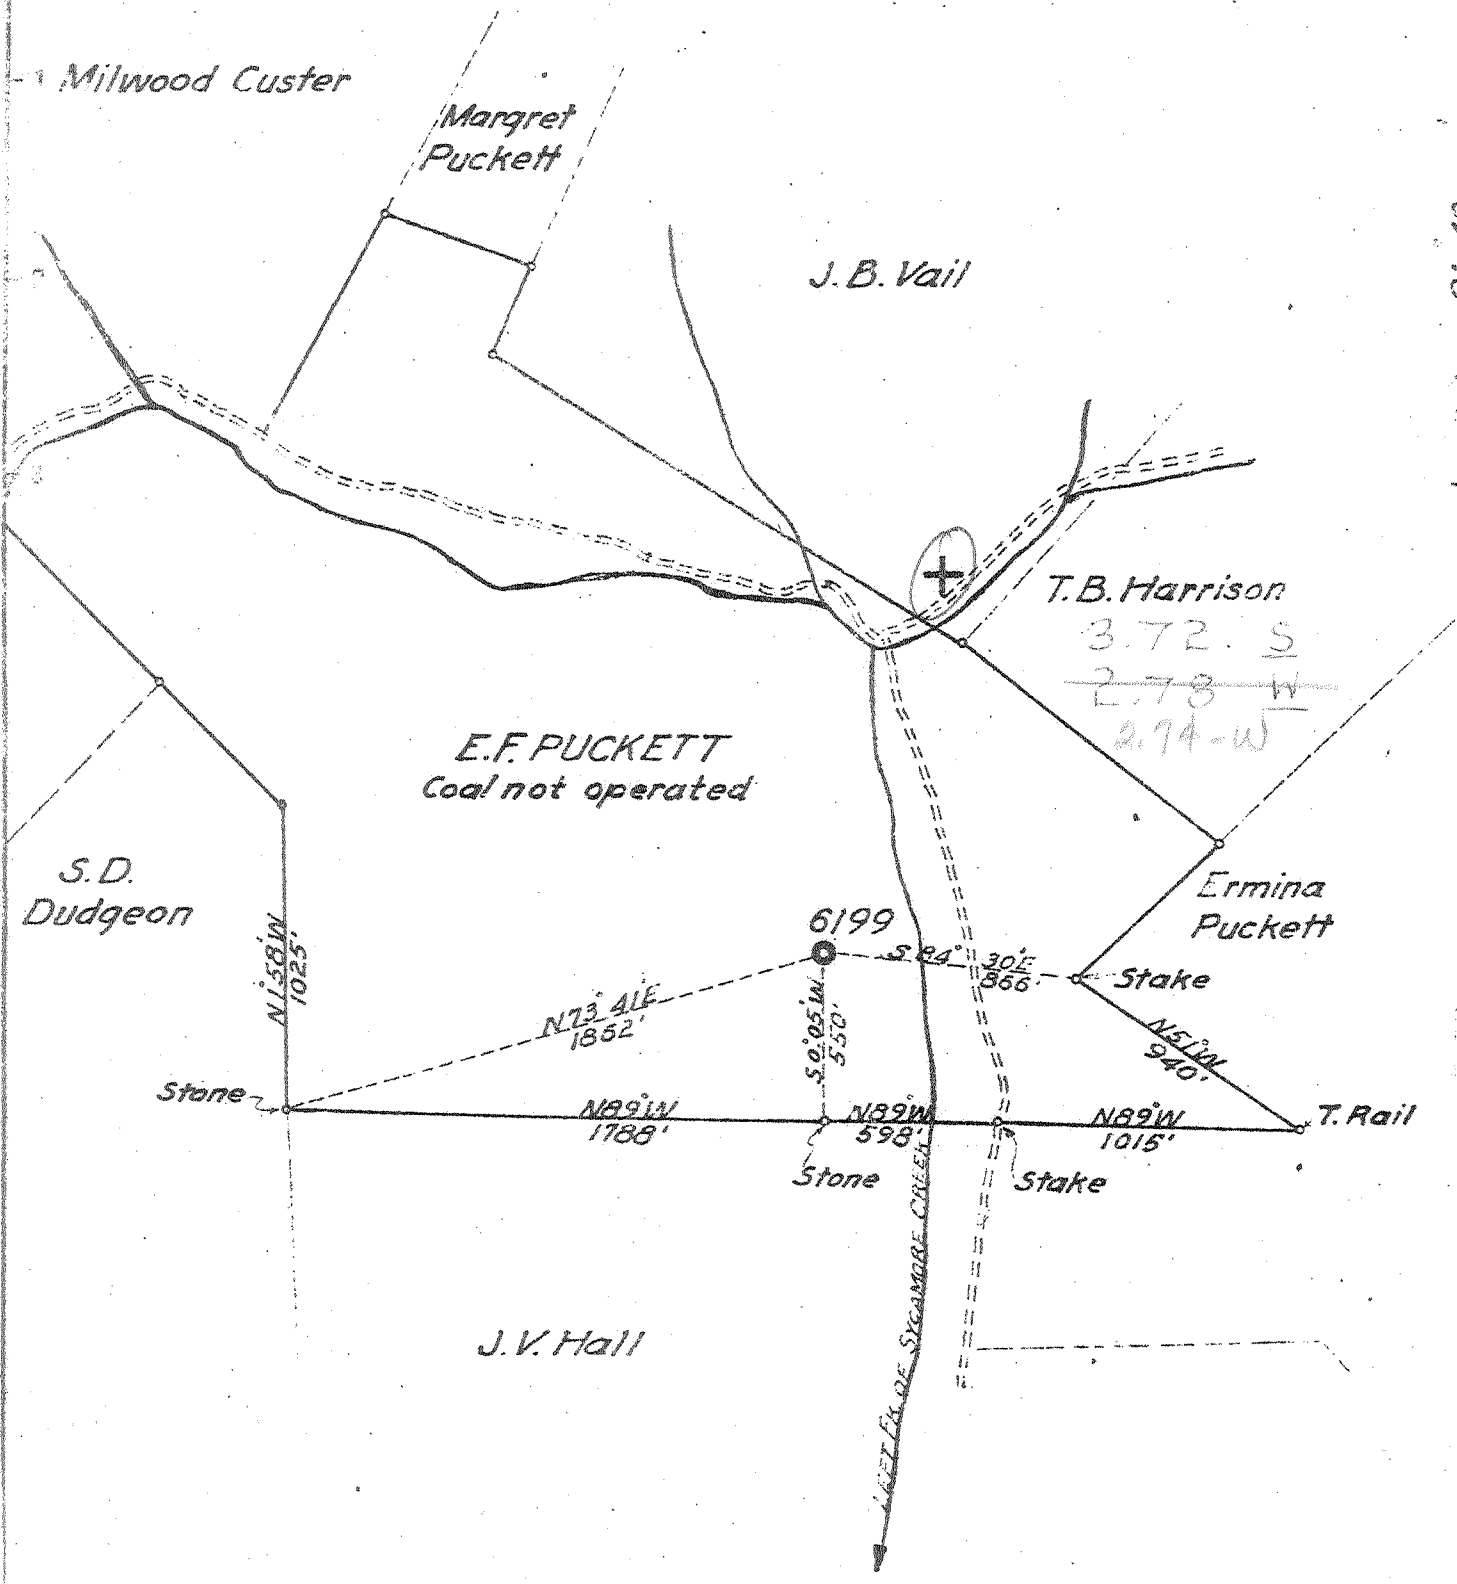 Milwood Custer
Margret
Puckett
J.B. Vail
T.B. Harrison
3.72. S
2.78 W
2.74-W
E.F. PUCKETT
Coal not operated
S.D.
Dudgeon
Ermina
Puckett
6199
S 84° 30'E
866'
Stake
N1°58'W
1025'
N73° 41'E
1862'
S.0°.05'W
550'
N51°W
940'
Stone
N89°W
1788'
N89°W
598'
N89°W
1015'
T. Rail
Stone
Stake
J.V. Hall
LEFT FK. OF SYCAMORE CREEK